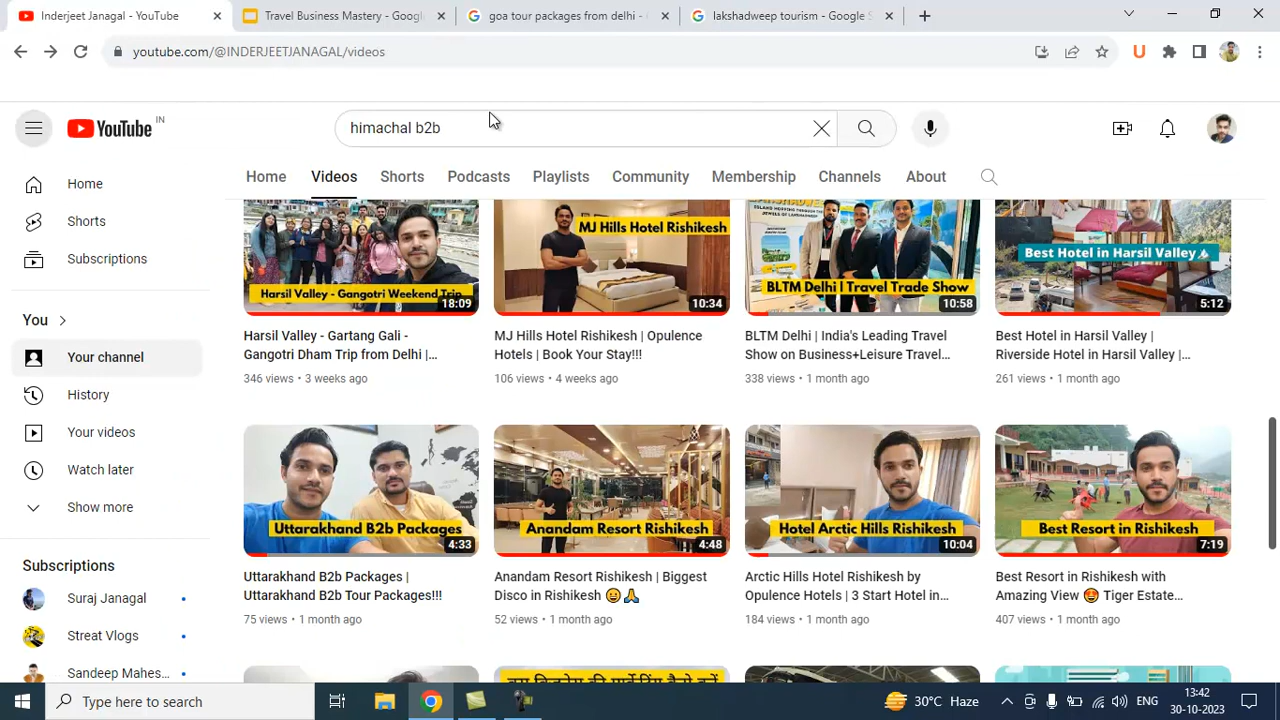 Inderjeet Janagal - YouTube
Travel Business Mastery - Google
goa tour packages from delhi -
lakshadweep tourism - Google S
youtube.com/@INDERJEETJANAGAL/videos
U
YouTube
IN
himachal b2b
Home
Shorts
Subscriptions
You
Your channel
History
Your videos
Watch later
Show more
Subscriptions
Suraj Janagal
Streat Vlogs
Sandeep Mahes...
Home
Videos
Shorts
Podcasts
Playlists
Community
Membership
Channels
About
Harsil Valley - Gangotri Weekend Trip
18:09
MJ Hills Hotel Rishikesh
10:34
ISLAND HOPPING THROUGH THE
JEWELS OF LAKSHADWEEP
BLTM Delhi l Travel Trade Show
10:58
Best Hotel in Harsil Valley
5:12
Harsil Valley - Gartang Gali -
Gangotri Dham Trip from Delhi |...
346 views • 3 weeks ago
MJ Hills Hotel Rishikesh | Opulence
Hotels | Book Your Stay!!!
106 views • 4 weeks ago
BLTM Delhi | India's Leading Travel
Show on Business+Leisure Travel...
338 views • 1 month ago
Best Hotel in Harsil Valley |
Riverside Hotel in Harsil Valley |...
261 views • 1 month ago
Uttarakhand B2b Packages
4:33
Anandam Resort Rishikesh
4:48
Hotel Arctic Hills Rishikesh
10:04
Best Resort in Rishikesh
7:19
Uttarakhand B2b Packages |
Uttarakhand B2b Tour Packages!!!
75 views • 1 month ago
Anandam Resort Rishikesh | Biggest
Disco in Rishikesh 😃🙏
52 views • 1 month ago
Arctic Hills Hotel Rishikesh by
Opulence Hotels | 3 Start Hotel in...
184 views • 1 month ago
Best Resort in Rishikesh with
Amazing View 🤩 Tiger Estate...
407 views • 1 month ago
Type here to search
30°C Haze
ENG
13:42
30-10-2023